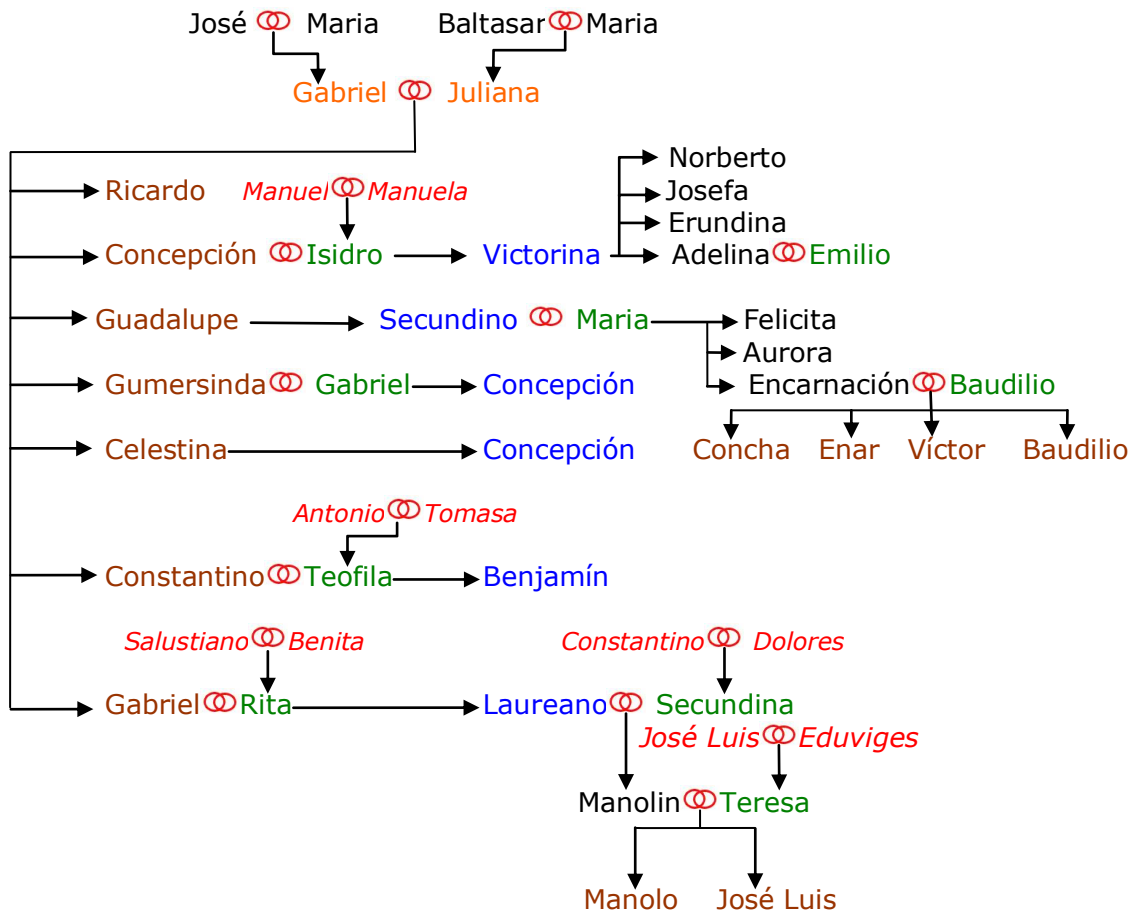 José Maria Baltasar Maria
Gabriel Juliana
Norberto
Ricardo Manuel Manuela Josefa
Erundina
Concepción Isidro Victorina Adelina Emilio
Guadalupe Secundino Maria Felicita
Aurora
Gumersinda Gabriel Concepción Encarnación Baudilio
Celestina Concepción Concha Enar Víctor Baudilio
Antonio Tomasa
Constantino Teofila Benjamín
Salustiano Benita Constantino Dolores
Gabriel Rita Laureano Secundina
José Luis Eduviges
Manolin Teresa
Manolo José Luis